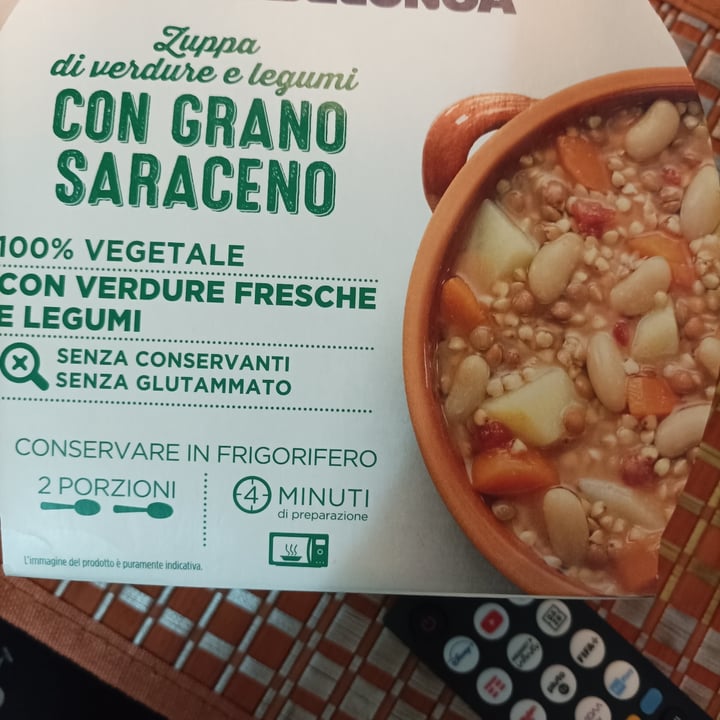 Zuppa
di verdure e legumi
CON GRANO
SARACENO
100% VEGETALE
CON VERDURE FRESCHE
E LEGUMI
SENZA CONSERVANTI
SENZA GLUTAMMATO
CONSERVARE IN FRIGORIFERO
2 PORZIONI
4 MINUTI
di preparazione
L'immagine del prodotto è puramente indicativa.
Disney+